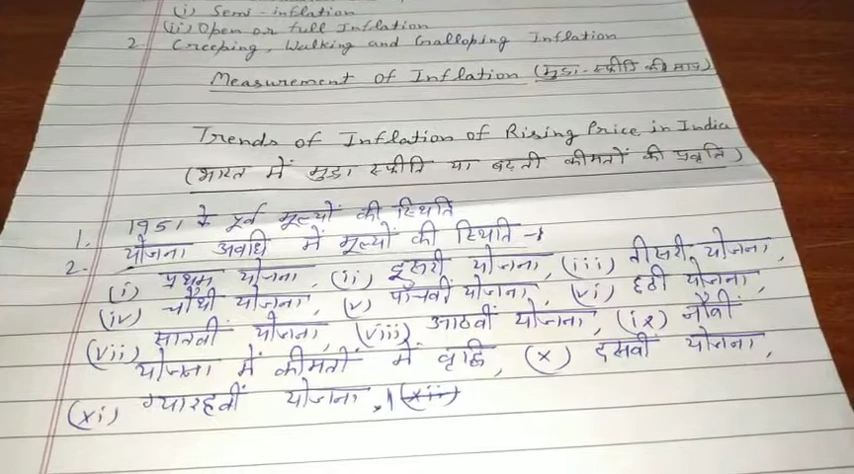 (i) Semi-inflation
(ii) Open or full Inflation
2 Creeping, Walking and Galloping Inflation
Measurement of Inflation (मुद्रा-स्फीति की माप)
Trends of Inflation of Rising Price in India
(भारत में मुद्रा स्फीति या बढ़ती कीमतों की प्रवृति)
1. 1951 के पूर्व मूल्यों की स्थिति
2. योजना अवधि में मूल्यों की स्थिति →
(i) प्रथम योजना, (ii) दूसरी योजना, (iii) तीसरी योजना,
(iv) चौथी योजना, (v) पाँचवी योजना, (vi) छठी योजना,
(vii) सातवी योजना, (viii) आठवीं योजना, (ix) नौवीं
योजना में कीमतों में वृद्धि, (x) दसवी योजना,
(xi) ग्यारहवीं योजना,